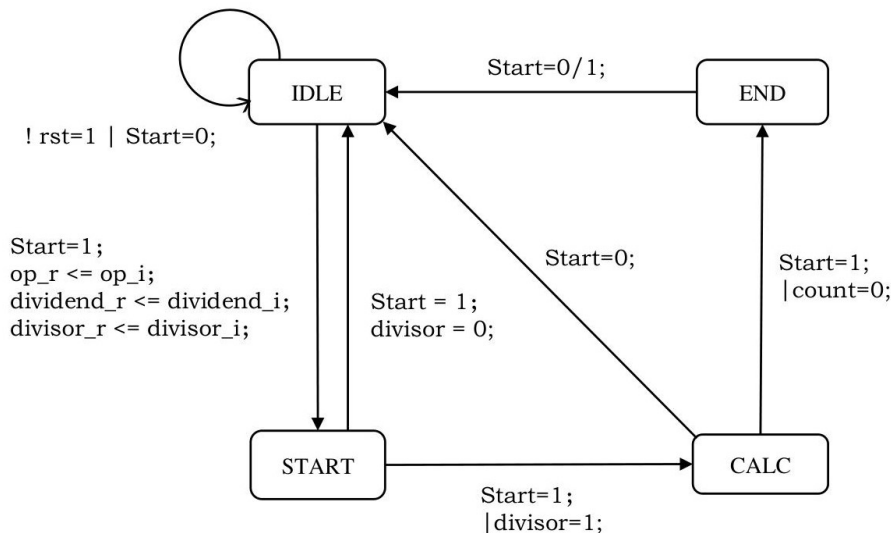 IDLE
Start=0/1;
END
! rst=1 | Start=0;
Start=1;
op_r <= op_i;
dividend_r <= dividend_i;
divisor_r <= divisor_i;
Start = 1;
divisor = 0;
Start=0;
Start=1;
|count=0;
START
CALC
Start=1;
|divisor=1;